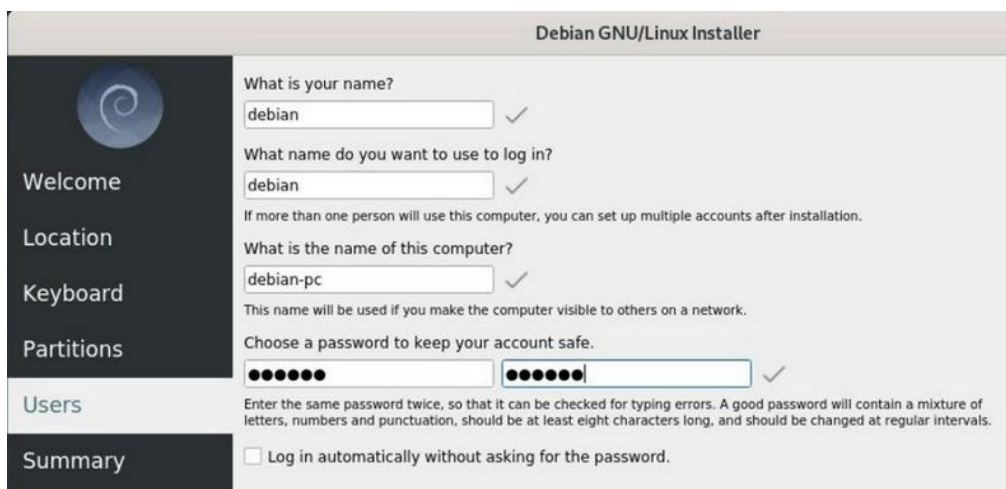 Debian GNU/Linux Installer
Welcome
Location
Keyboard
Partitions
Users
Summary
What is your name?
debian
What name do you want to use to log in?
debian
If more than one person will use this computer, you can set up multiple accounts after installation.
What is the name of this computer?
debian-pc
This name will be used if you make the computer visible to others on a network.
Choose a password to keep your account safe.
●●●●●● ●●●●●●
Enter the same password twice, so that it can be checked for typing errors. A good password will contain a mixture of
letters, numbers and punctuation, should be at least eight characters long, and should be changed at regular intervals.
Log in automatically without asking for the password.